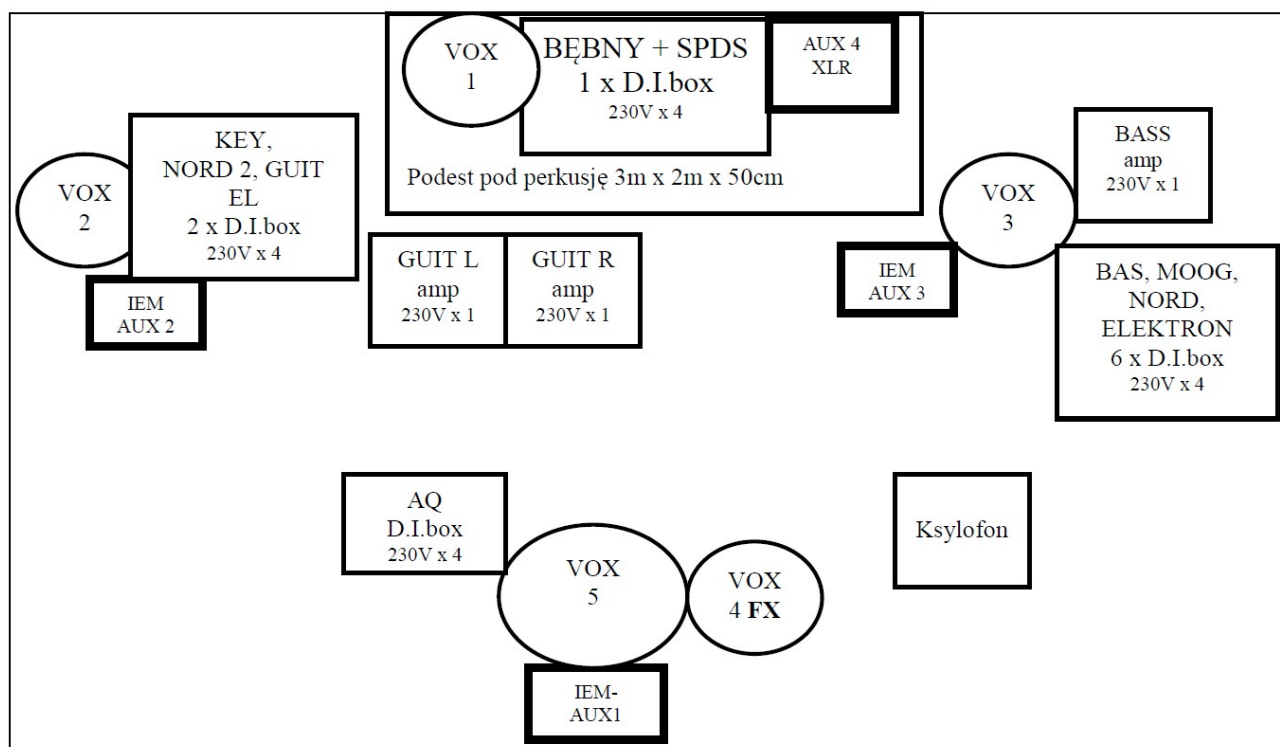 VOX
1
BĘBNY + SPDS
1 x D.I.box
230V x 4
AUX 4
XLR
Podest pod perkusję 3m x 2m x 50cm
VOX
2
KEY,
NORD 2, GUIT
EL
2 x D.I.box
230V x 4
IEM
AUX 2
GUIT L
amp
230V x 1
GUIT R
amp
230V x 1
VOX
3
BASS
amp
230V x 1
IEM
AUX 3
BAS, MOOG,
NORD,
ELEKTRON
6 x D.I.box
230V x 4
AQ
D.I.box
230V x 4
VOX
5
VOX
4 FX
Ksylofon
IEM-
AUX1